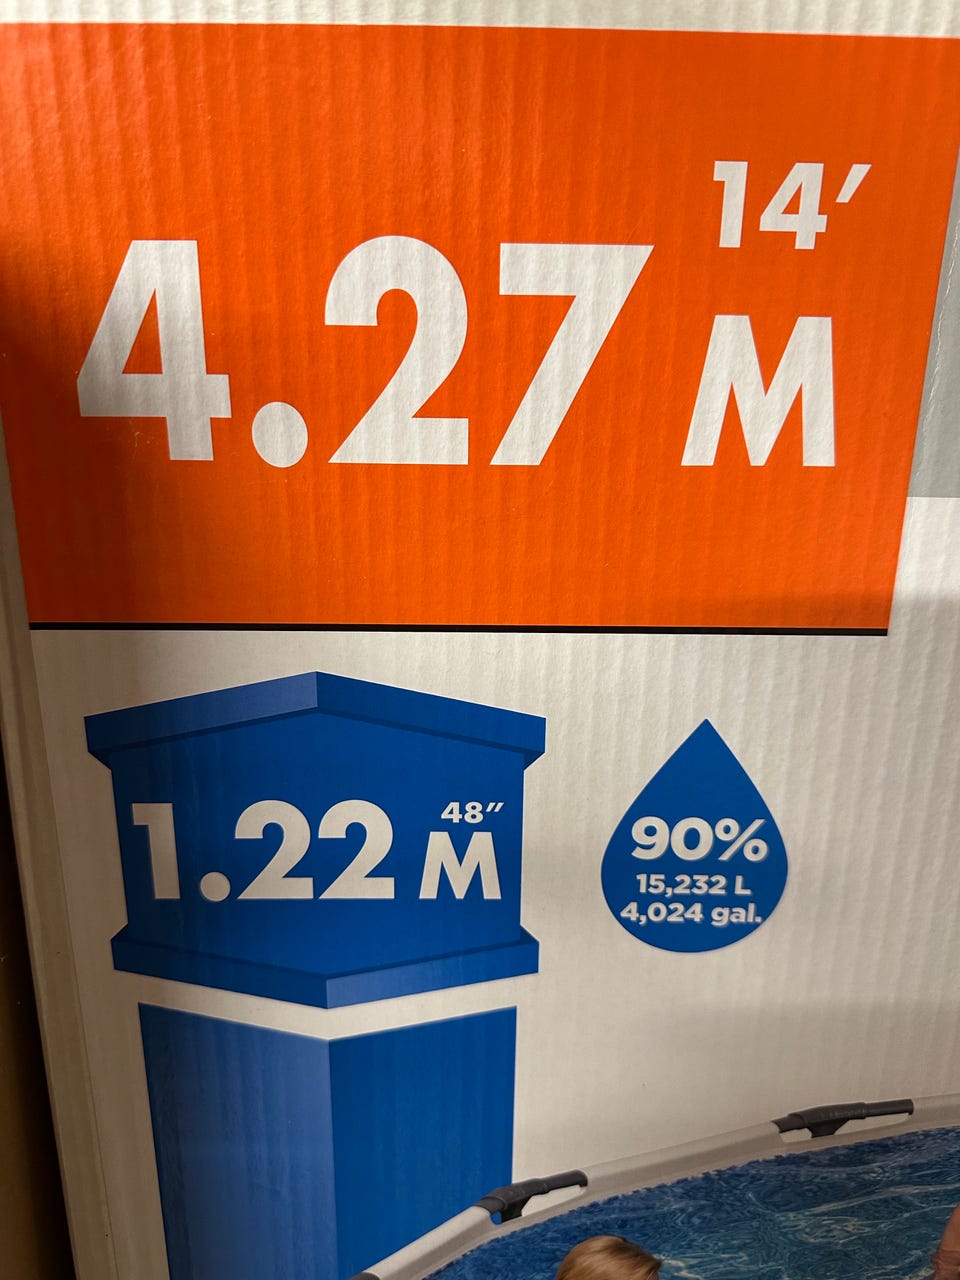 14′
4.27 M
48″
1.22 M
90%
15,232 L
4,024 gal.